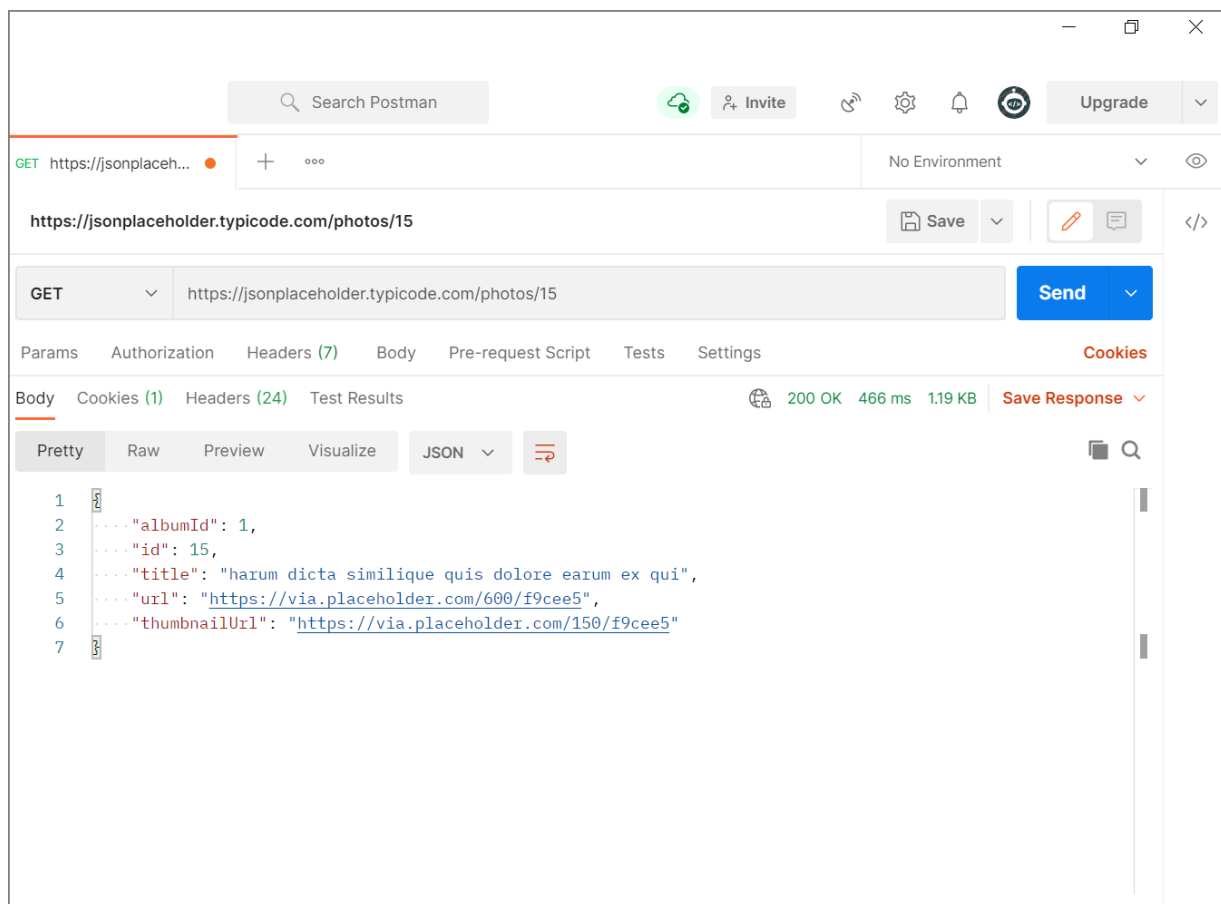 Search Postman
Invite
Upgrade
GET https://jsonplaceh...
No Environment
https://jsonplaceholder.typicode.com/photos/15
Save
</>
GET
https://jsonplaceholder.typicode.com/photos/15
Send
Params Authorization Headers (7) Body Pre-request Script Tests Settings Cookies
Body Cookies (1) Headers (24) Test Results 200 OK 466 ms 1.19 KB Save Response
Pretty Raw Preview Visualize JSON
1 {
2 ····"albumId": 1,
3 ····"id": 15,
4 ····"title": "harum dicta similique quis dolore earum ex qui",
5 ····"url": "https://via.placeholder.com/600/f9cee5",
6 ····"thumbnailUrl": "https://via.placeholder.com/150/f9cee5"
7 }